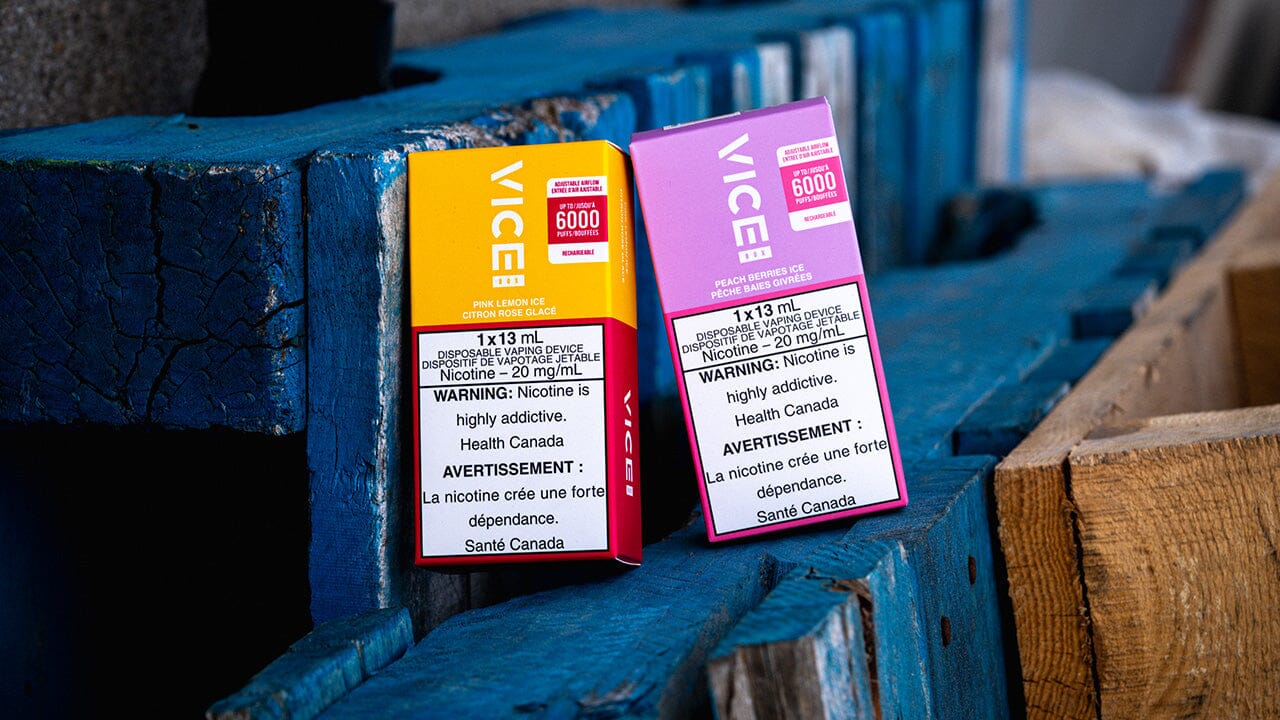 VICE
BOX
ADJUSTABLE AIRFLOW
ENTRÉE D'AIR AJUSTABLE
UP TO / JUSQU'À
6000
PUFFS/BOUFFÉES
RECHARGEABLE
PINK LEMON ICE
CITRON ROSE GLACÉ
1 x 13 mL
DISPOSABLE VAPING DEVICE
DISPOSITIF DE VAPOTAGE JETABLE
Nicotine – 20 mg/mL
WARNING: Nicotine is
highly addictive.
Health Canada
AVERTISSEMENT :
La nicotine crée une forte
dépendance.
Santé Canada
VICE
VICE
BOX
ADJUSTABLE AIRFLOW
ENTRÉE D'AIR AJUSTABLE
UP TO / JUSQU'À
6000
PUFFS/BOUFFÉES
RECHARGEABLE
PEACH BERRIES ICE
PÊCHE BAIES GIVRÉES
1 x 13 mL
DISPOSABLE VAPING DEVICE
DISPOSITIF DE VAPOTAGE JETABLE
Nicotine – 20 mg/mL
WARNING: Nicotine is
highly addictive.
Health Canada
AVERTISSEMENT :
La nicotine crée une forte
dépendance.
Santé Canada